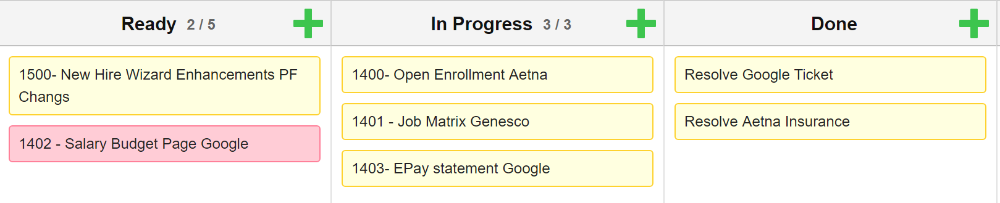 Ready 2 / 5
In Progress 3 / 3
Done
1500- New Hire Wizard Enhancements PF
Changs
1402 - Salary Budget Page Google
1400- Open Enrollment Aetna
1401 - Job Matrix Genesco
1403- EPay statement Google
Resolve Google Ticket
Resolve Aetna Insurance